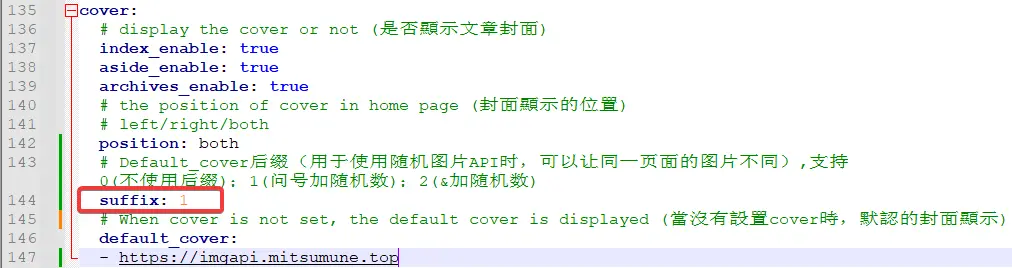 135 cover:
136 # display the cover or not (是否顯示文章封面)
137 index_enable: true
138 aside_enable: true
139 archives_enable: true
140 # the position of cover in home page (封面顯示的位置)
141 # left/right/both
142 position: both
143 # Default_cover后缀（用于使用随机图片API时，可以让同一页面的图片不同）,支持
0(不使用后缀)；1(问号加随机数)；2(&加随机数)
144 suffix: 1
145 # When cover is not set, the default cover is displayed (當沒有設置cover時，默認的封面顯示)
146 default_cover:
147 - https://imgapi.mitsumune.top